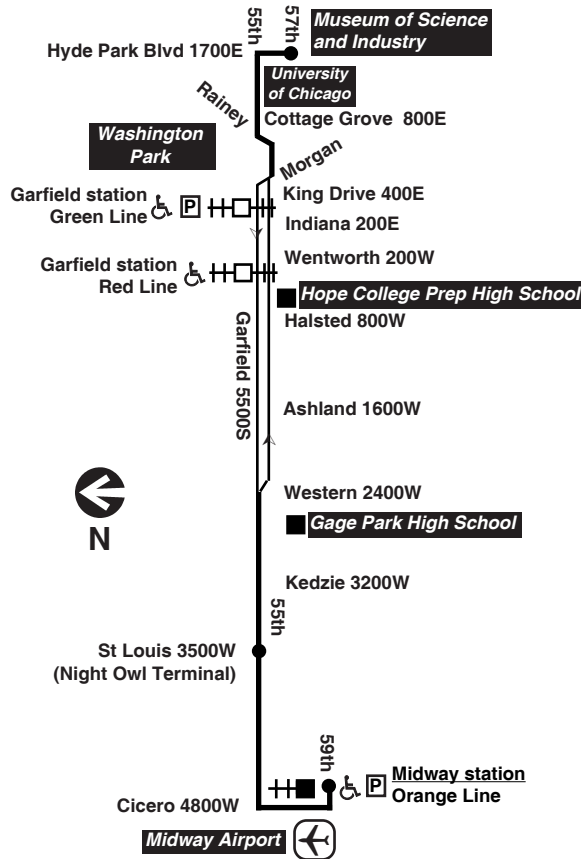 55th
57th
Museum of Science
and Industry
Hyde Park Blvd 1700E
University
of Chicago
Rainey
Cottage Grove 800E
Washington
Park
Morgan
Garfield station
Green Line
P
King Drive 400E
Indiana 200E
Garfield station
Red Line
Wentworth 200W
Hope College Prep High School
Halsted 800W
Garfield 5500S
Ashland 1600W
N
Western 2400W
Gage Park High School
Kedzie 3200W
55th
St Louis 3500W
(Night Owl Terminal)
59th
P
Midway station
Orange Line
Cicero 4800W
Midway Airport